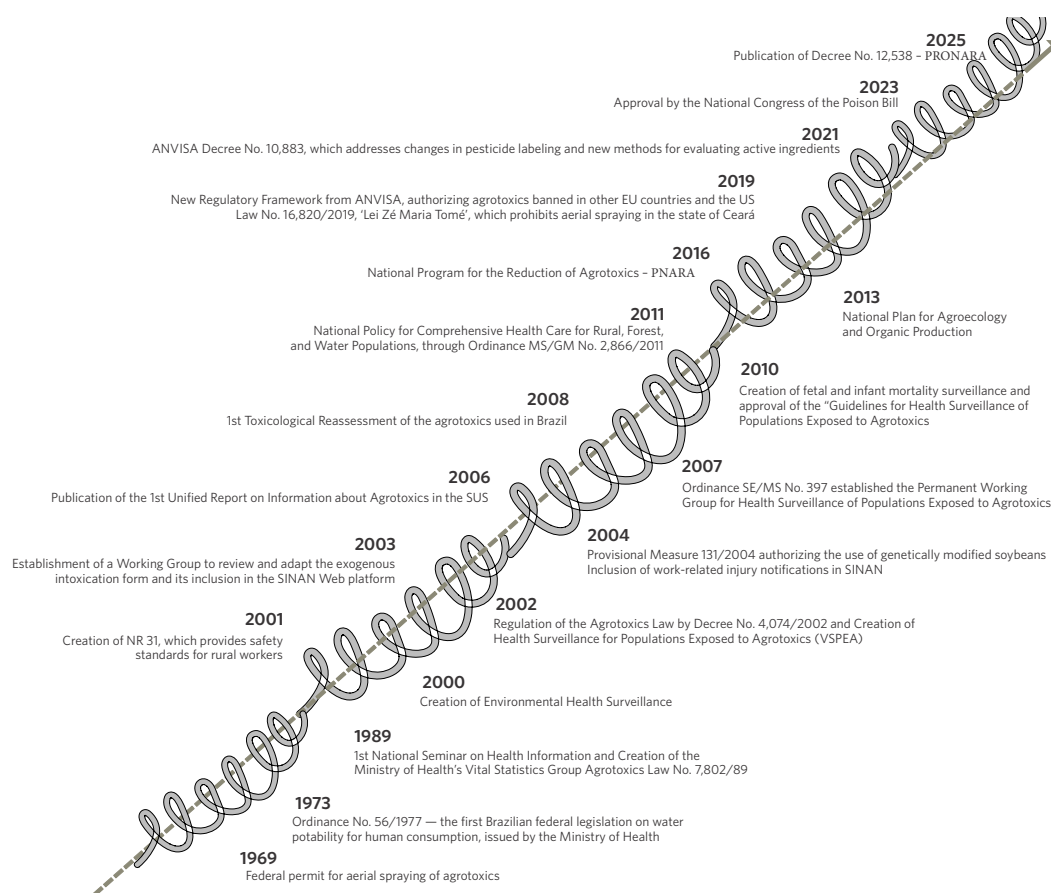 2025
Publication of Decree No. 12,538 – PRONARA
2023
Approval by the National Congress of the Poison Bill
2021
ANVISA Decree No. 10,883, which addresses changes in pesticide labeling and new methods for evaluating active ingredients
2019
New Regulatory Framework from ANVISA, authorizing agrotoxics banned in other EU countries and the US
Law No. 16,820/2019, ‘Lei Zé Maria Tomé’, which prohibits aerial spraying in the state of Ceará
2016
National Program for the Reduction of Agrotoxics – PNARA
2013
National Plan for Agroecology
and Organic Production
2011
National Policy for Comprehensive Health Care for Rural, Forest,
and Water Populations, through Ordinance MS/GM No. 2,866/2011
2010
Creation of fetal and infant mortality surveillance and
approval of the “Guidelines for Health Surveillance of
Populations Exposed to Agrotoxics
2008
1st Toxicological Reassessment of the agrotoxics used in Brazil
2007
Ordinance SE/MS No. 397 established the Permanent Working
Group for Health Surveillance of Populations Exposed to Agrotoxics
2006
Publication of the 1st Unified Report on Information about Agrotoxics in the SUS
2004
Provisional Measure 131/2004 authorizing the use of genetically modified soybeans
Inclusion of work-related injury notifications in SINAN
2003
Establishment of a Working Group to review and adapt the exogenous
intoxication form and its inclusion in the SINAN Web platform
2002
Regulation of the Agrotoxics Law by Decree No. 4,074/2002 and Creation of
Health Surveillance for Populations Exposed to Agrotoxics (VSPEA)
2001
Creation of NR 31, which provides safety
standards for rural workers
2000
Creation of Environmental Health Surveillance
1989
1st National Seminar on Health Information and Creation of the
Ministry of Health’s Vital Statistics Group Agrotoxics Law No. 7,802/89
1973
Ordinance No. 56/1977 — the first Brazilian federal legislation on water
potability for human consumption, issued by the Ministry of Health
1969
Federal permit for aerial spraying of agrotoxics